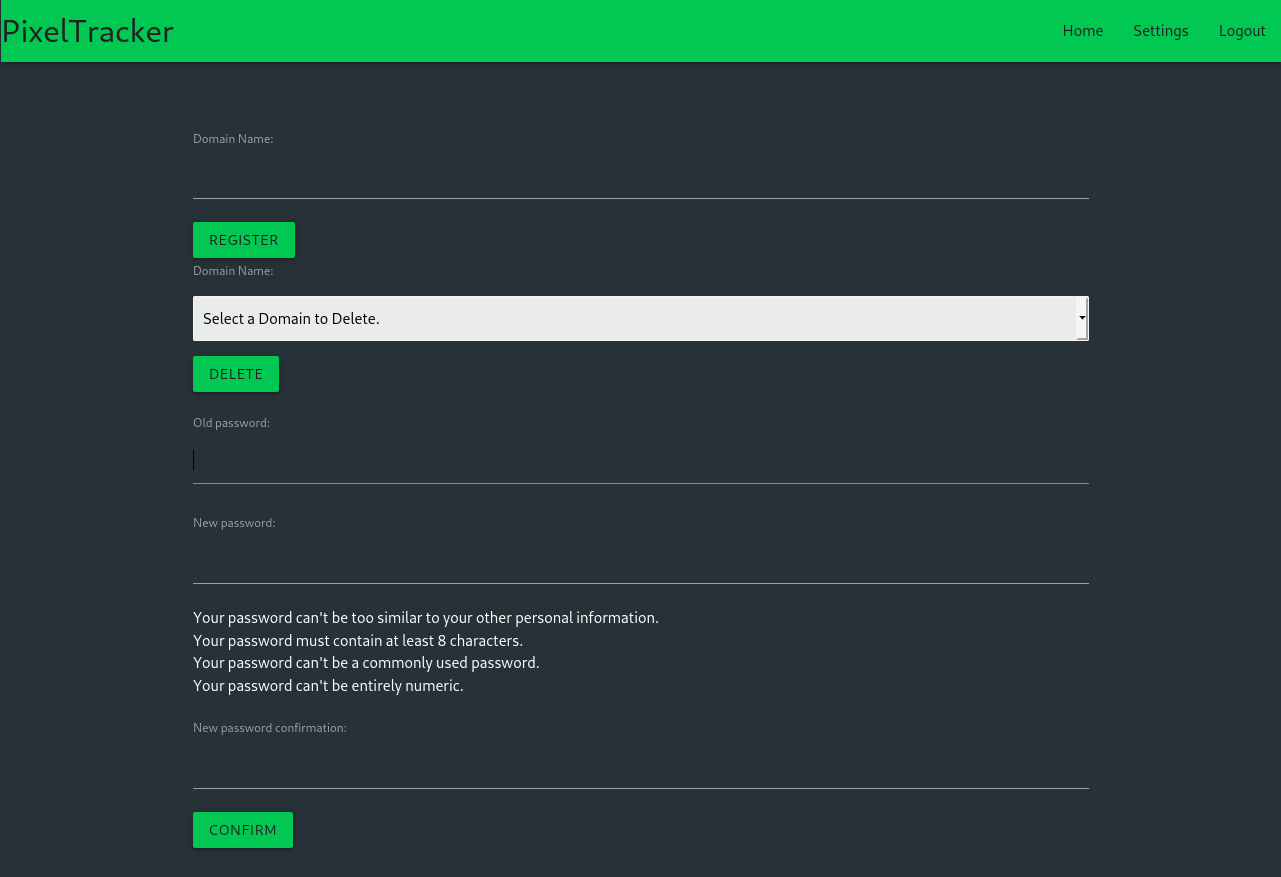 PixelTracker
Home Settings Logout
Domain Name:
REGISTER
Domain Name:
Select a Domain to Delete.
DELETE
Old password:
New password:
Your password can't be too similar to your other personal information.
Your password must contain at least 8 characters.
Your password can't be a commonly used password.
Your password can't be entirely numeric.
New password confirmation:
CONFIRM